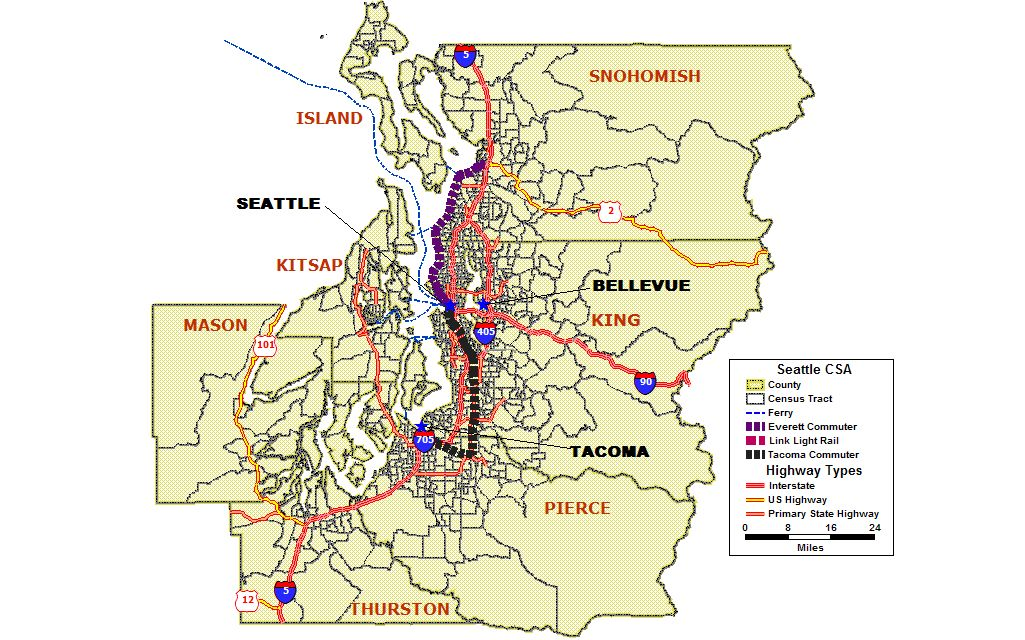 5
SNOHOMISH
ISLAND
SEATTLE
2
KITSAP
BELLEVUE
MASON
KING
101
405
90
705
TACOMA
PIERCE
5
12
THURSTON
Seattle CSA
County
Census Tract
Ferry
Everett Commuter
Link Light Rail
Tacoma Commuter
Highway Types
Interstate
US Highway
Primary State Highway
0 8 16 24
Miles